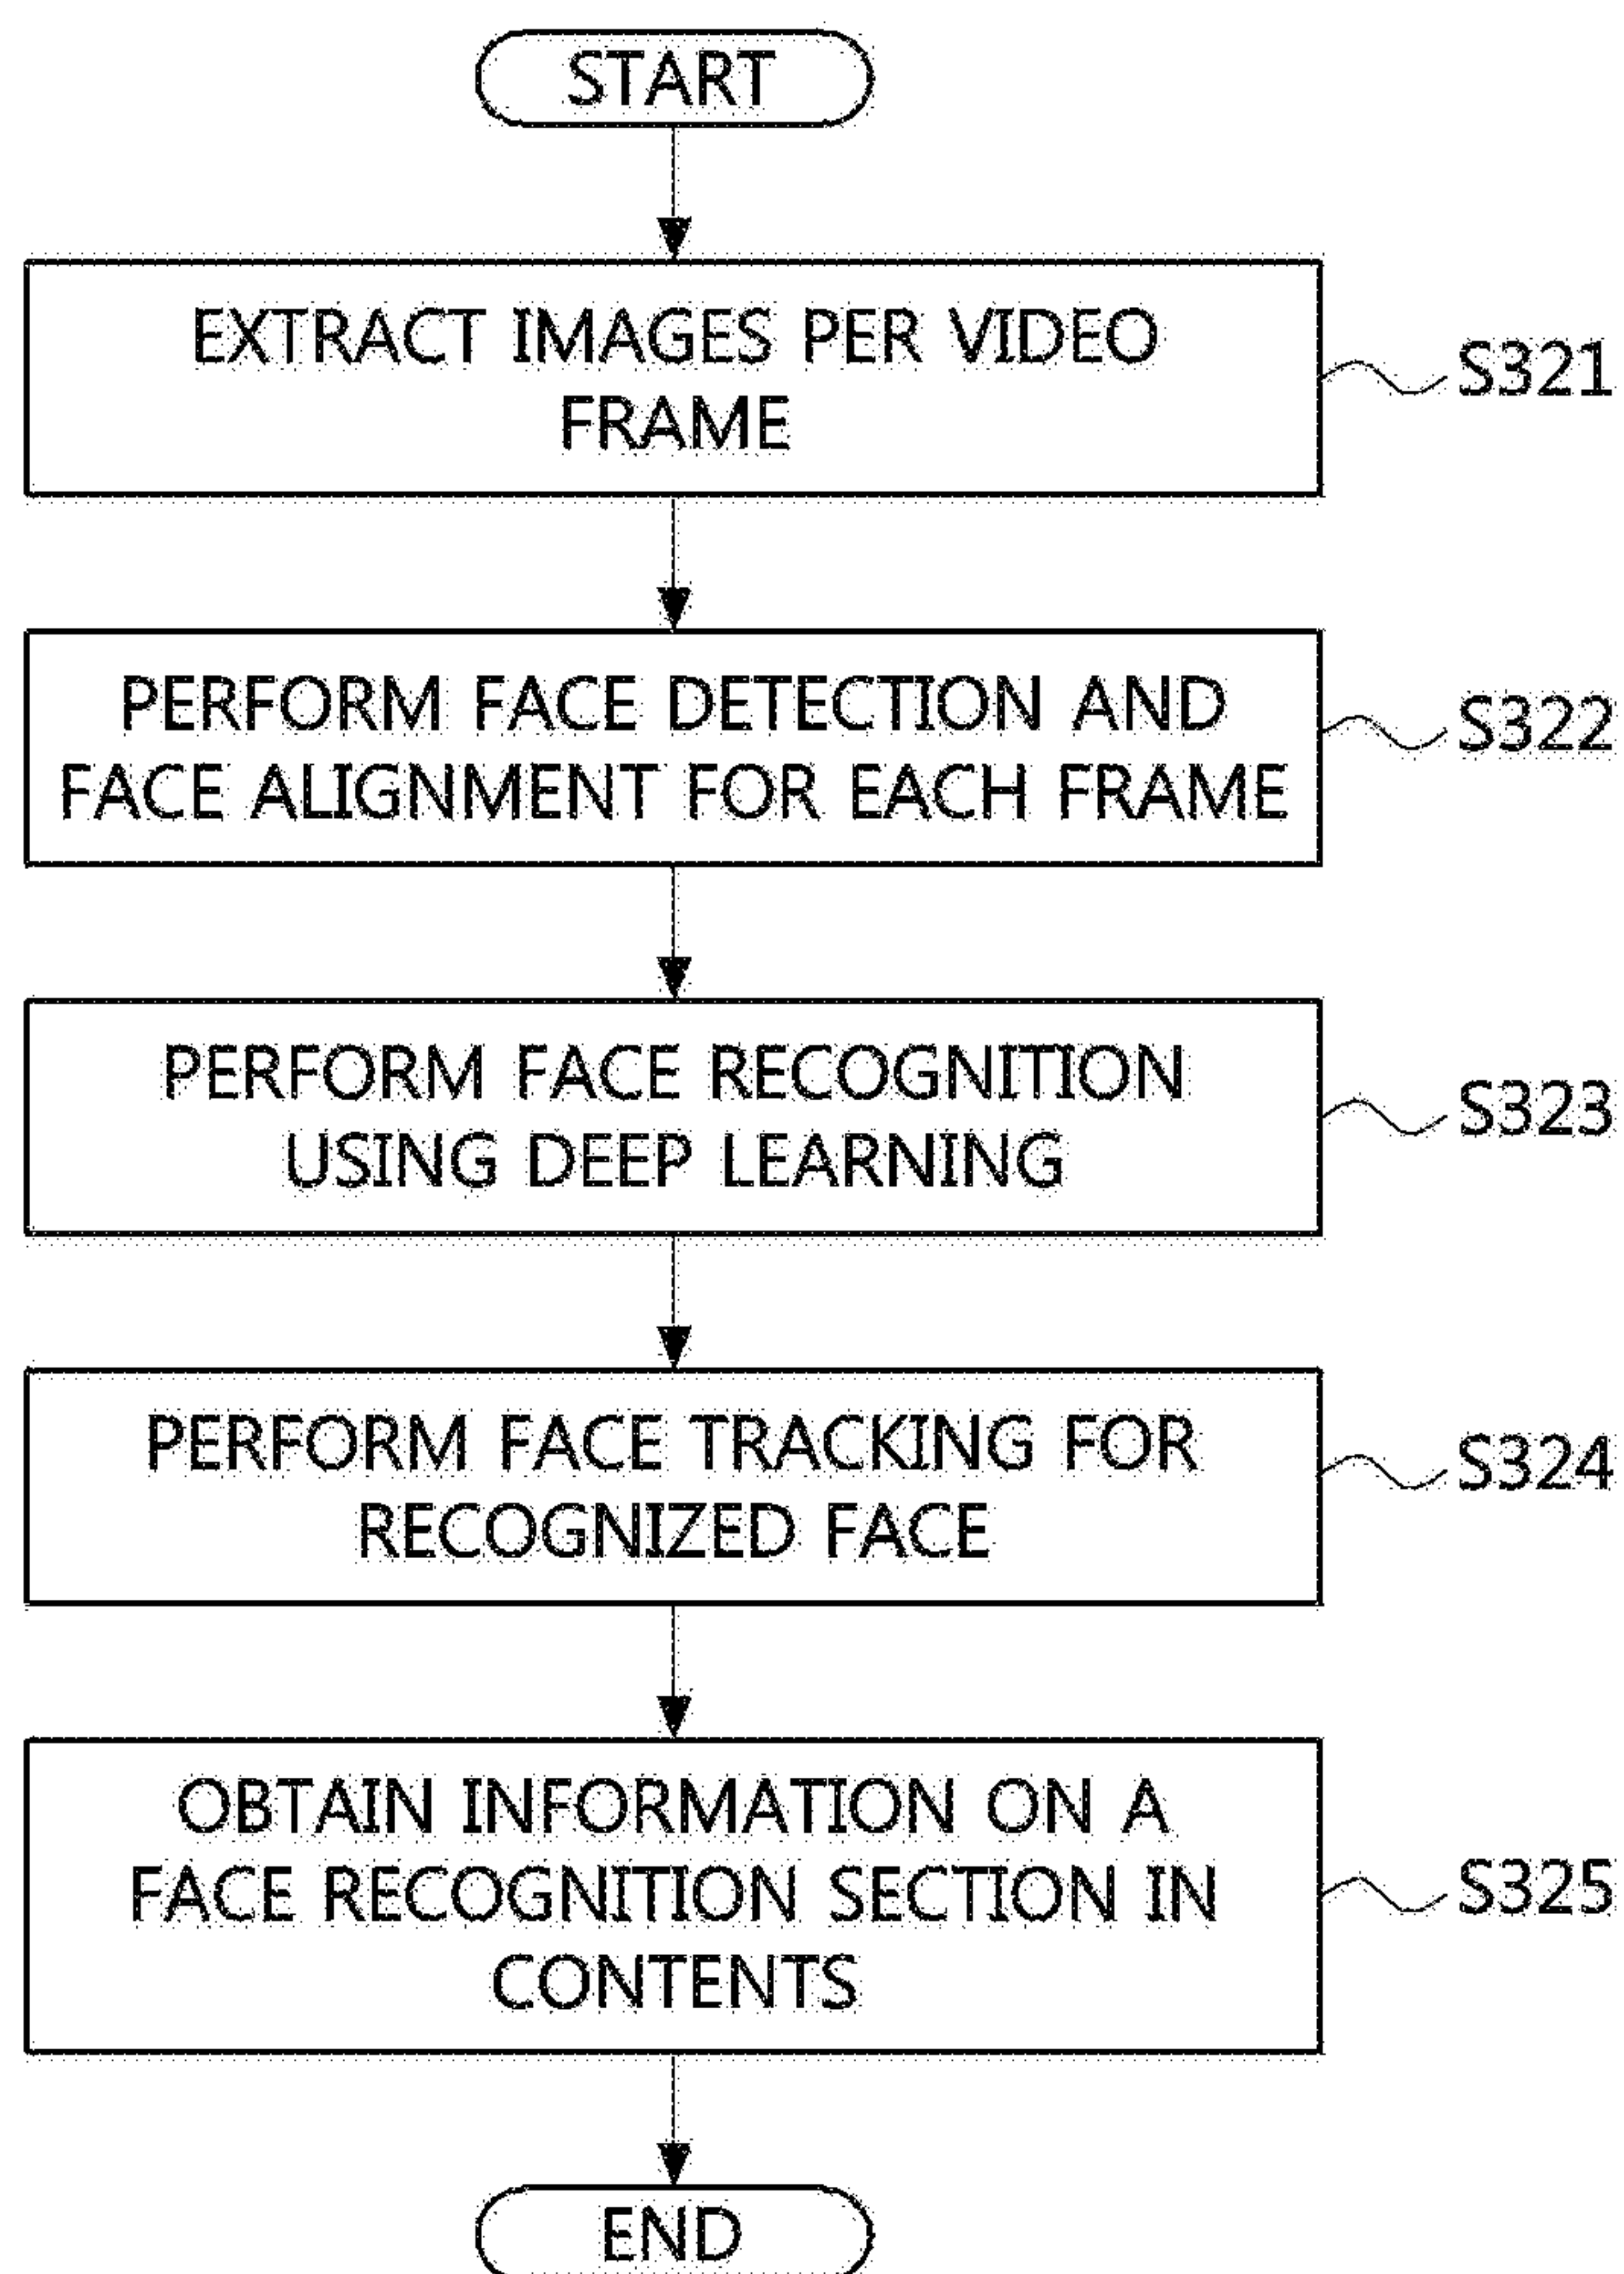 START
EXTRACT IMAGES PER VIDEO
FRAME
S321
PERFORM FACE DETECTION AND
FACE ALIGNMENT FOR EACH FRAME
S322
PERFORM FACE RECOGNITION
USING DEEP LEARNING
S323
PERFORM FACE TRACKING FOR
RECOGNIZED FACE
S324
OBTAIN INFORMATION ON A
FACE RECOGNITION SECTION IN
CONTENTS
S325
END